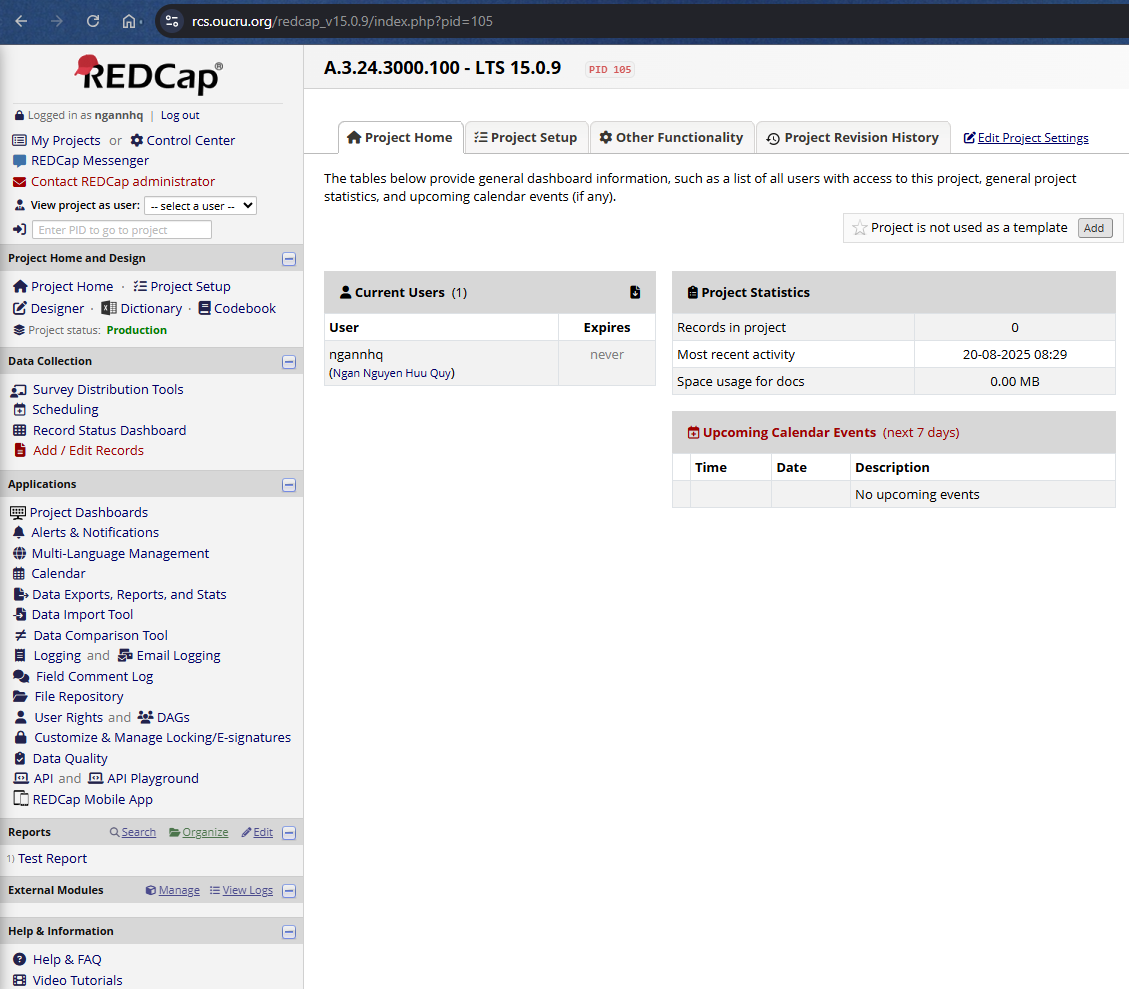 rcs.oucru.org/redcap_v15.0.9/index.php?pid=105
REDCap®
Logged in as ngannhq | Log out
My Projects or Control Center
REDCap Messenger
Contact REDCap administrator
View project as user: -- select a user --
Enter PID to go to project
Project Home and Design
Project Home · Project Setup
Designer · Dictionary · Codebook
Project status: Production
Data Collection
Survey Distribution Tools
Scheduling
Record Status Dashboard
Add / Edit Records
Applications
Project Dashboards
Alerts & Notifications
Multi-Language Management
Calendar
Data Exports, Reports, and Stats
Data Import Tool
Data Comparison Tool
Logging and Email Logging
Field Comment Log
File Repository
User Rights and DAGs
Customize & Manage Locking/E-signatures
Data Quality
API and API Playground
REDCap Mobile App
Reports Search Organize Edit
1) Test Report
External Modules Manage View Logs
Help & Information
Help & FAQ
Video Tutorials
A.3.24.3000.100 - LTS 15.0.9 PID 105
Project Home Project Setup Other Functionality Project Revision History Edit Project Settings
The tables below provide general dashboard information, such as a list of all users with access to this project, general project
statistics, and upcoming calendar events (if any).
Project is not used as a template Add
Current Users (1)
User Expires
ngannhq never
(Ngan Nguyen Huu Quy)
Project Statistics
Records in project 0
Most recent activity 20-08-2025 08:29
Space usage for docs 0.00 MB
Upcoming Calendar Events (next 7 days)
Time Date Description
No upcoming events